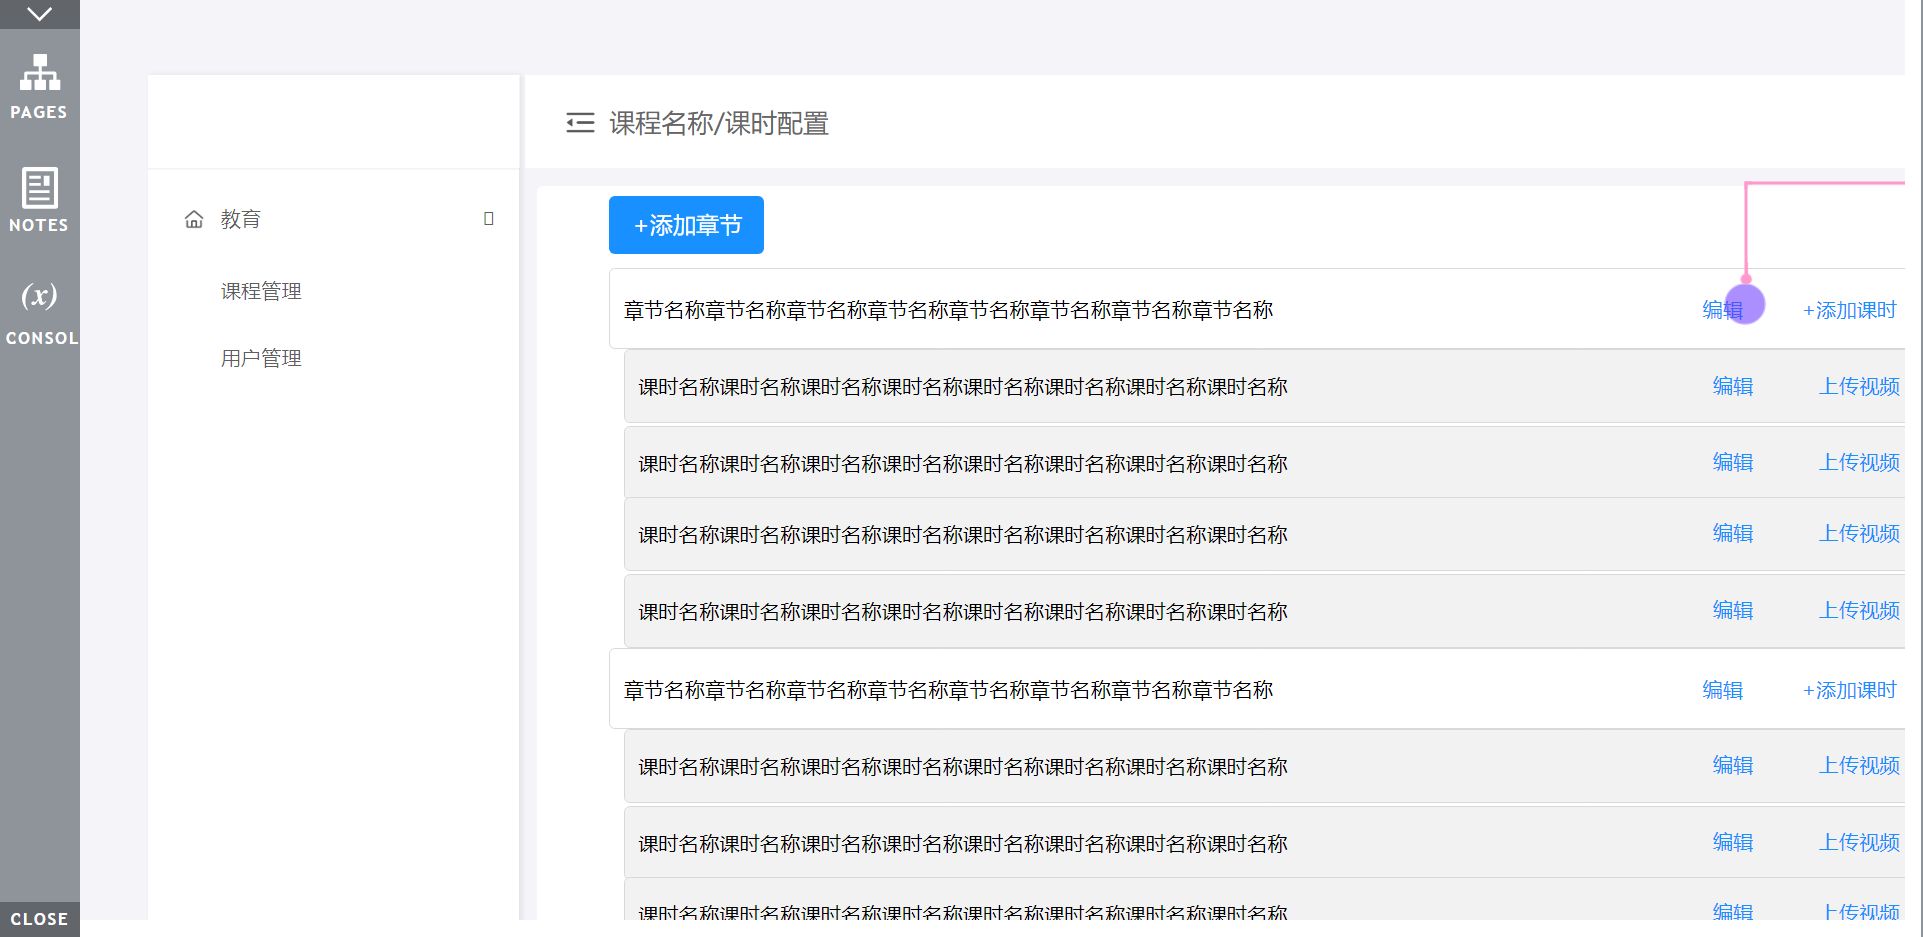 PAGES
NOTES
(x)
CONSOL
CLOSE
课程名称/课时配置
教育
课程管理
用户管理
+添加章节
章节名称章节名称章节名称章节名称章节名称章节名称章节名称章节名称 编辑 +添加课时
课时名称课时名称课时名称课时名称课时名称课时名称课时名称课时名称 编辑 上传视频
课时名称课时名称课时名称课时名称课时名称课时名称课时名称课时名称 编辑 上传视频
课时名称课时名称课时名称课时名称课时名称课时名称课时名称课时名称 编辑 上传视频
课时名称课时名称课时名称课时名称课时名称课时名称课时名称课时名称 编辑 上传视频
章节名称章节名称章节名称章节名称章节名称章节名称章节名称章节名称 编辑 +添加课时
课时名称课时名称课时名称课时名称课时名称课时名称课时名称课时名称 编辑 上传视频
课时名称课时名称课时名称课时名称课时名称课时名称课时名称课时名称 编辑 上传视频
课时名称课时名称课时名称课时名称课时名称课时名称课时名称课时名称 编辑 上传视频